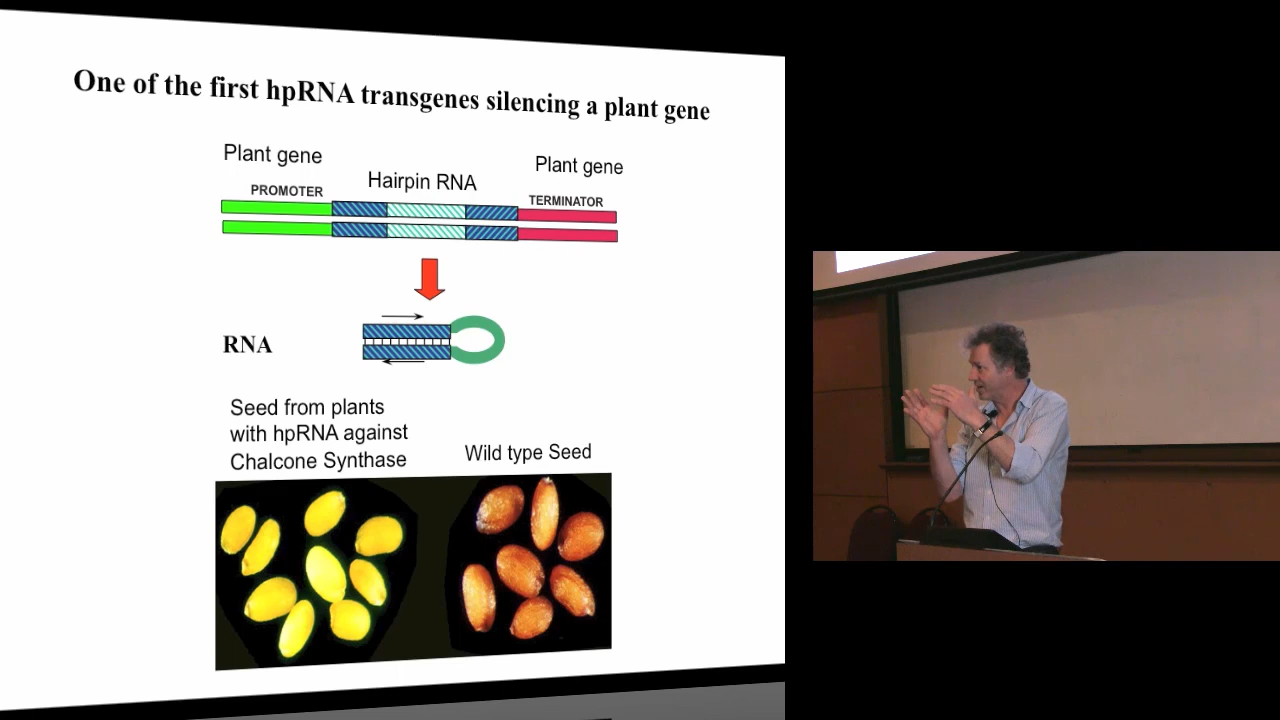 One of the first hpRNA transgenes silencing a plant gene
Plant gene
Plant gene
Hairpin RNA
PROMOTER
TERMINATOR
RNA
Seed from plants
with hpRNA against
Chalcone Synthase
Wild type Seed